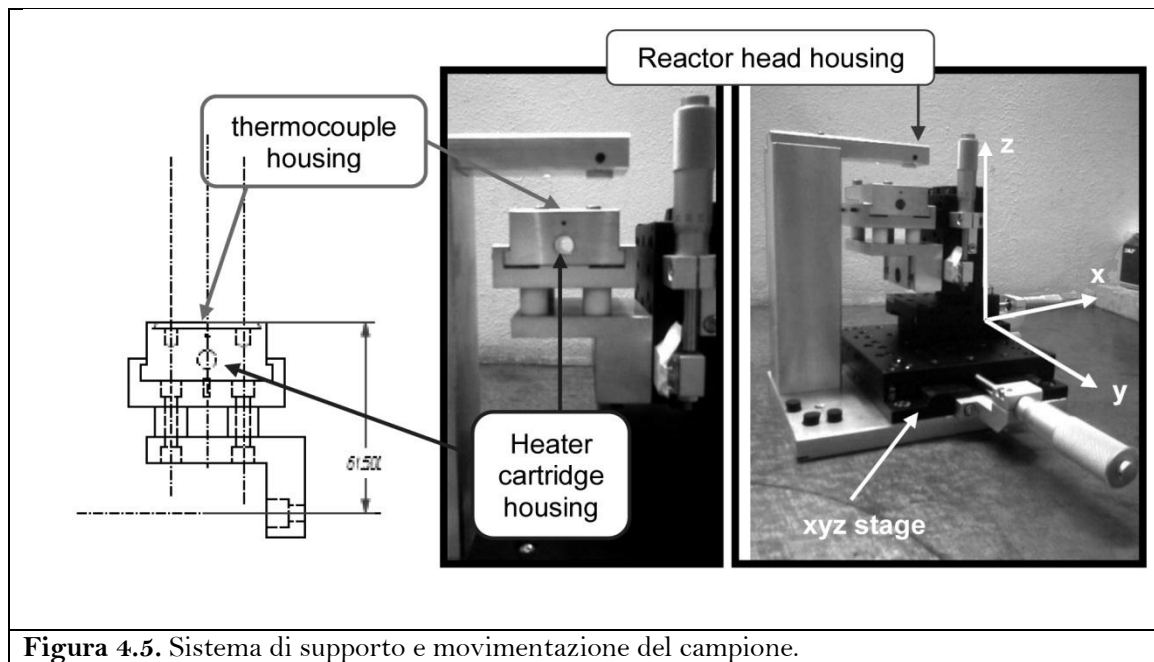 Reactor head housing
thermocouple
housing
z
x
y
61.500
Heater
cartridge
housing
xyz stage
Figura 4.5. Sistema di supporto e movimentazione del campione.